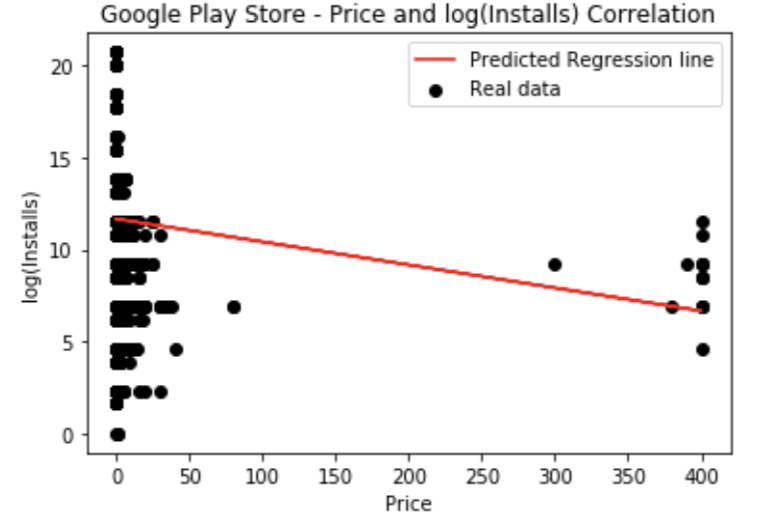 Google Play Store - Price and log(Installs) Correlation
Predicted Regression line
Real data
log(Installs)
20
15
10
5
0
0 50 100 150 200 250 300 350 400
Price